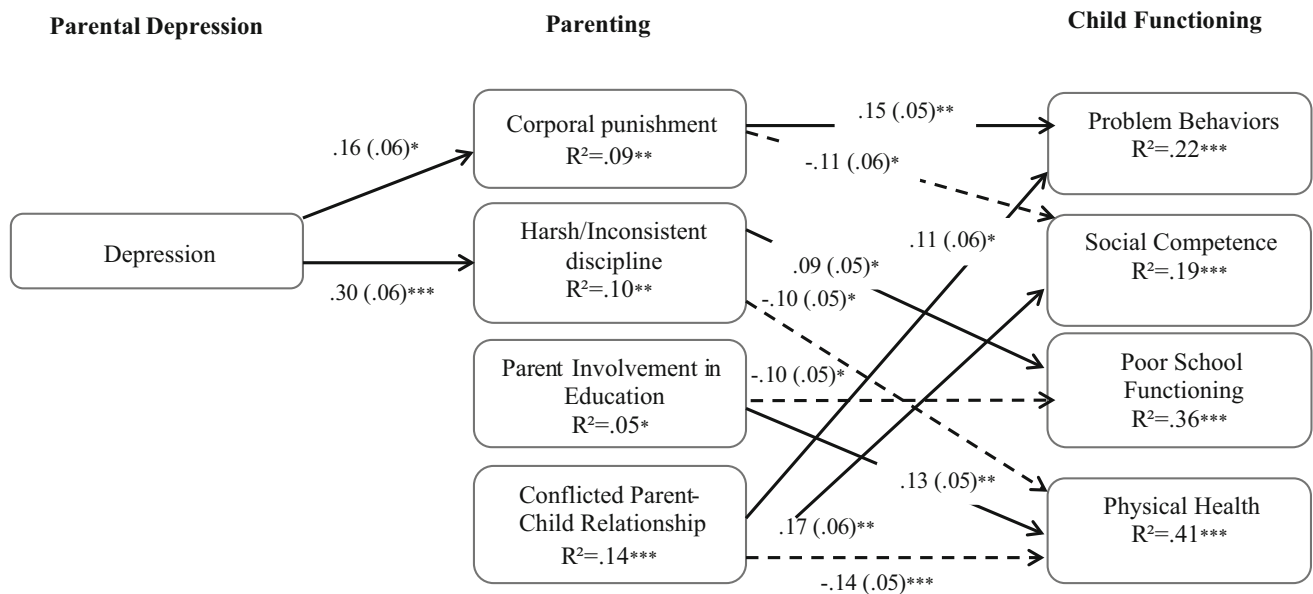 Parental Depression
Parenting
Child Functioning
Depression
.16 (.06)*
.30 (.06)***
Corporal punishment
R²=.09**
Harsh/Inconsistent
discipline
R²=.10**
Parent Involvement in
Education
R²=.05*
Conflicted Parent-
Child Relationship
R²=.14***
.15 (.05)**
-.11 (.06)*
.11 (.06)*
.09 (.05)*
-.10 (.05)*
-.10 (.05)*
.13 (.05)**
.17 (.06)**
-.14 (.05)***
Problem Behaviors
R²=.22***
Social Competence
R²=.19***
Poor School
Functioning
R²=.36***
Physical Health
R²=.41***